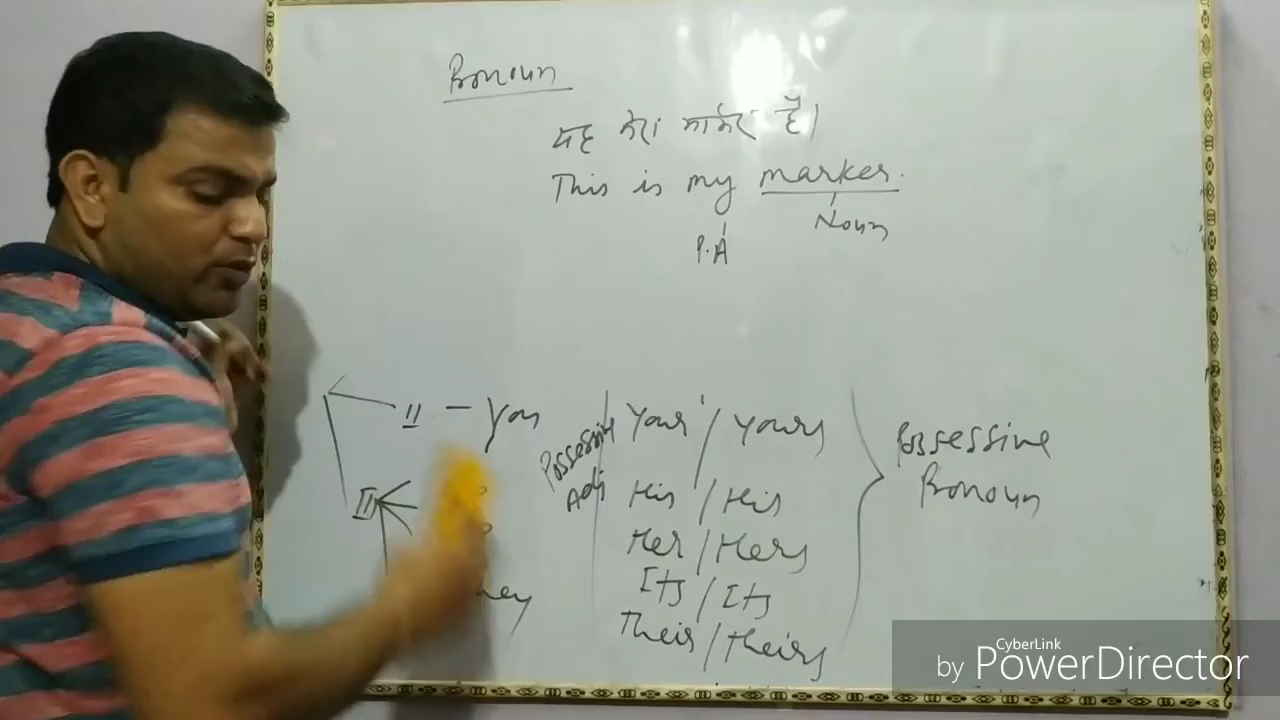 Pronoun
यह मेरा मार्कर है।
This is my marker.
Noun
P.A
II – You
Possessive Adj
Your / Yours
Possessive Pronoun
III
His / His
Her / Hers
Its / Its
hey
Their / theirs
CyberLink
by PowerDirector